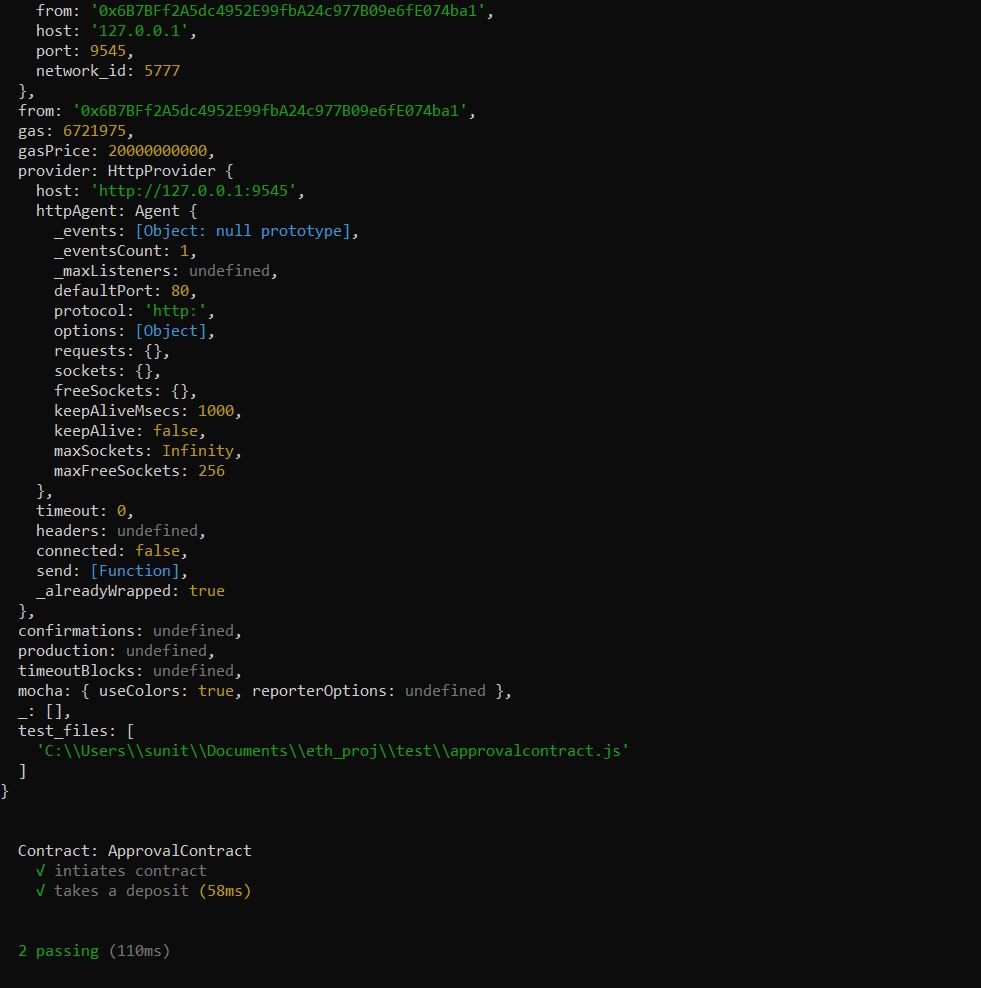 from: '0x6B7BFf2A5dc4952E99fbA24c977B09e6fE074ba1',
host: '127.0.0.1',
port: 9545,
network_id: 5777
},
from: '0x6B7BFf2A5dc4952E99fbA24c977B09e6fE074ba1',
gas: 6721975,
gasPrice: 20000000000,
provider: HttpProvider {
host: 'http://127.0.0.1:9545',
httpAgent: Agent {
_events: [Object: null prototype],
_eventsCount: 1,
_maxListeners: undefined,
defaultPort: 80,
protocol: 'http:',
options: [Object],
requests: {},
sockets: {},
freeSockets: {},
keepAliveMsecs: 1000,
keepAlive: false,
maxSockets: Infinity,
maxFreeSockets: 256
},
timeout: 0,
headers: undefined,
connected: false,
send: [Function],
_alreadyWrapped: true
},
confirmations: undefined,
production: undefined,
timeoutBlocks: undefined,
mocha: { useColors: true, reporterOptions: undefined },
_: [],
test_files: [
'C:\\Users\\sunit\\Documents\\eth_proj\\test\\approvalcontract.js'
]
}
Contract: ApprovalContract
√ intiates contract
√ takes a deposit (58ms)
2 passing (110ms)